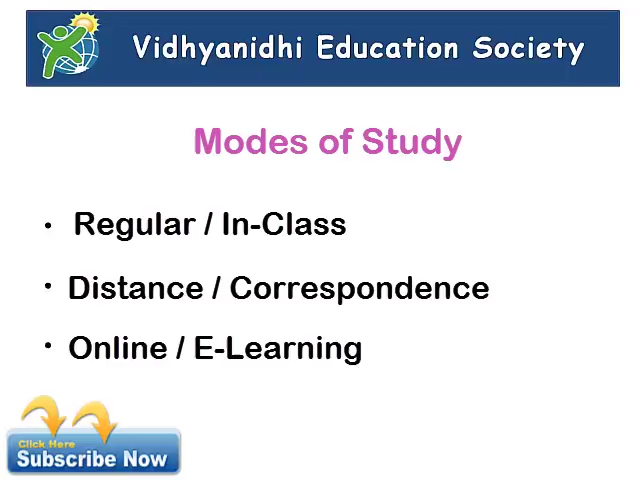 Vidhyanidhi Education Society
Modes of Study
• Regular / In-Class
• Distance / Correspondence
• Online / E-Learning
Click Here
Subscribe Now